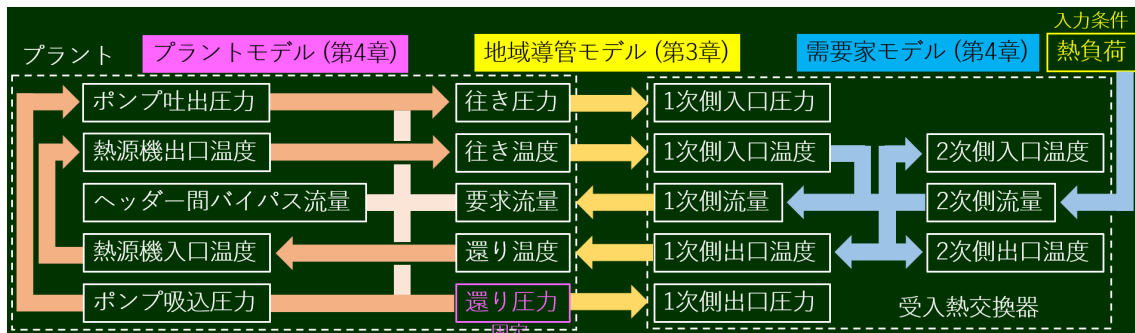 入力条件
プラント
プラントモデル (第4章)
地域導管モデル (第3章)
需要家モデル (第4章)
熱負荷
ポンプ吐出圧力
往き圧力
1次側入口圧力
熱源機出口温度
往き温度
1次側入口温度
2次側入口温度
ヘッダー間バイパス流量
要求流量
1次側流量
2次側流量
熱源機入口温度
還り温度
1次側出口温度
2次側出口温度
ポンプ吸込圧力
還り圧力
1次側出口圧力
受入熱交換器
固定